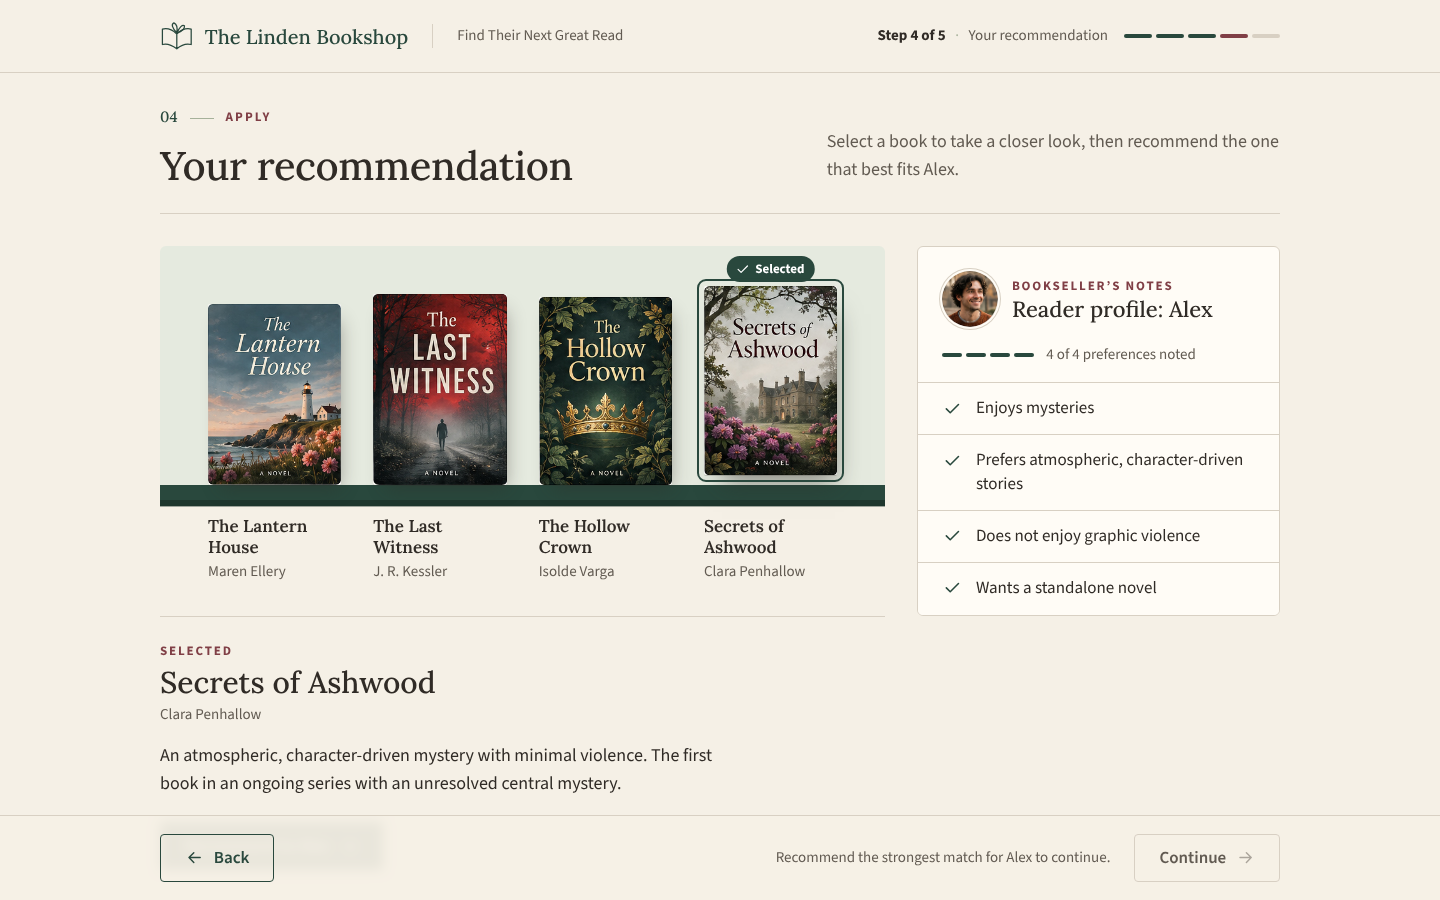 The Linden Bookshop
Find Their Next Great Read
Step 4 of 5 · Your recommendation
04 — APPLY
Your recommendation
Select a book to take a closer look, then recommend the one
that best fits Alex.
Selected
The
Lantern
House
A NOVEL
The
LAST
WITNESS
A NOVEL
The
Hollow
Crown
A NOVEL
Secrets of
Ashwood
A NOVEL
The Lantern
House
Maren Ellery
The Last
Witness
J. R. Kessler
The Hollow
Crown
Isolde Varga
Secrets of
Ashwood
Clara Penhallow
BOOKSELLER’S NOTES
Reader profile: Alex
4 of 4 preferences noted
Enjoys mysteries
Prefers atmospheric, character-driven
stories
Does not enjoy graphic violence
Wants a standalone novel
SELECTED
Secrets of Ashwood
Clara Penhallow
An atmospheric, character-driven mystery with minimal violence. The first
book in an ongoing series with an unresolved central mystery.
← Back
Recommend the strongest match for Alex to continue.
Continue →